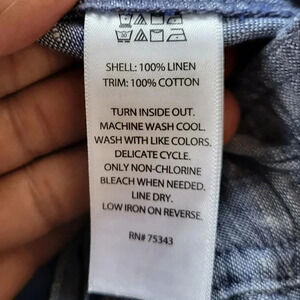 SHELL: 100% LINEN
TRIM: 100% COTTON
TURN INSIDE OUT.
MACHINE WASH COOL.
WASH WITH LIKE COLORS.
DELICATE CYCLE.
ONLY NON-CHLORINE
BLEACH WHEN NEEDED.
LINE DRY.
LOW IRON ON REVERSE.
RN# 75343